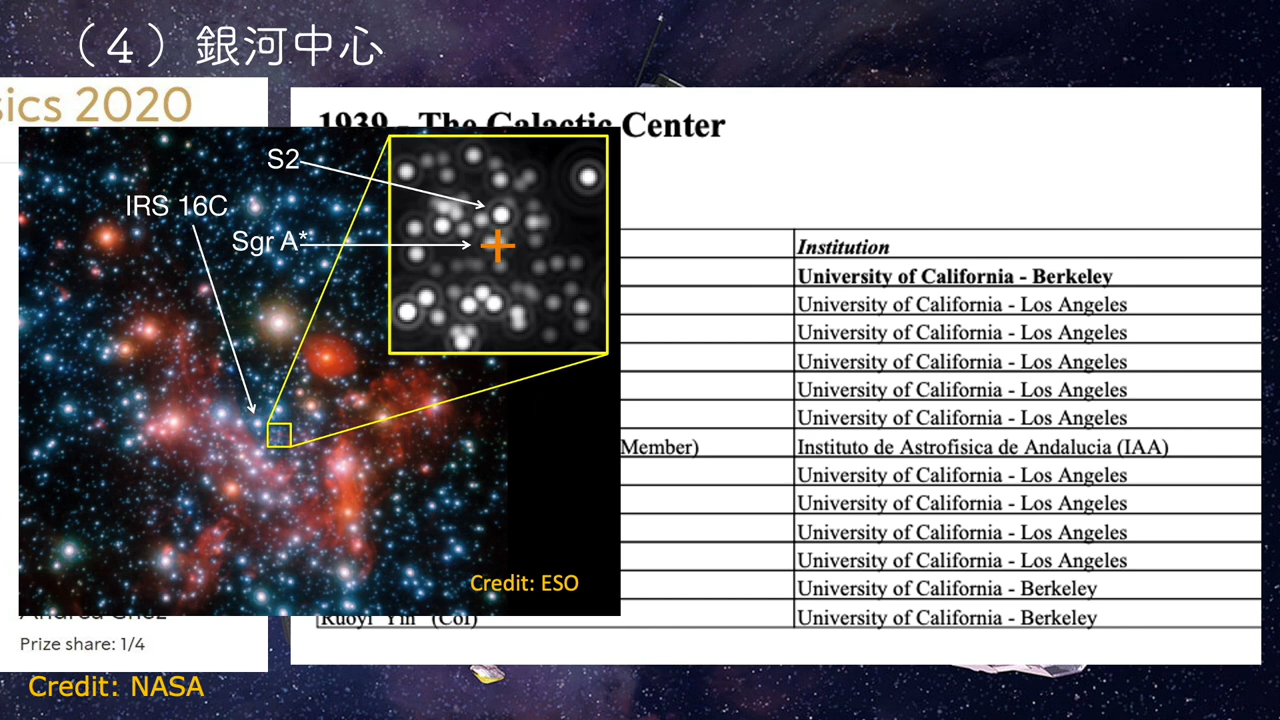 （４）銀河中心
sics 2020
1939 - The Galactic Center
S2
IRS 16C
Sgr A*
Credit: ESO
Institution
University of California - Berkeley
University of California - Los Angeles
University of California - Los Angeles
University of California - Los Angeles
University of California - Los Angeles
University of California - Los Angeles
Member) Instituto de Astrofisica de Andalucia (IAA)
University of California - Los Angeles
University of California - Los Angeles
University of California - Los Angeles
University of California - Los Angeles
University of California - Berkeley
Ruoyi Yin (CoI) University of California - Berkeley
Andrea Ghez
Prize share: 1/4
Credit: NASA